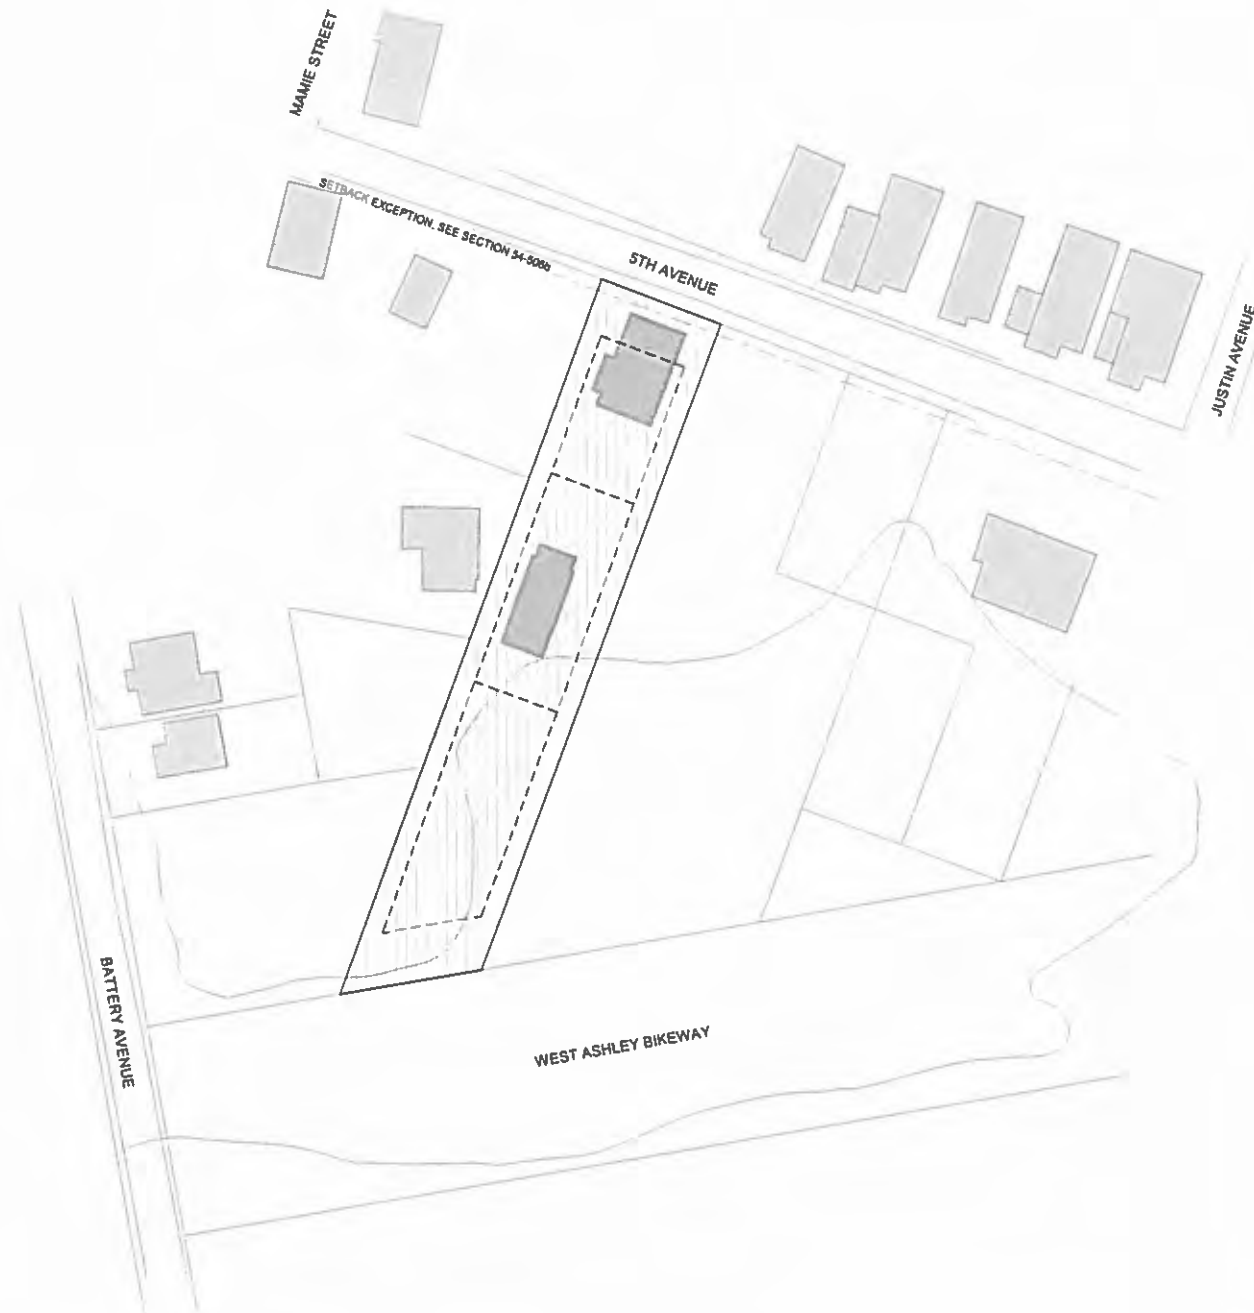 MAMIE STREET
SETBACK EXCEPTION. SEE SECTION 54-506b
5TH AVENUE
JUSTIN AVENUE
BATTERY AVENUE
WEST ASHLEY BIKEWAY